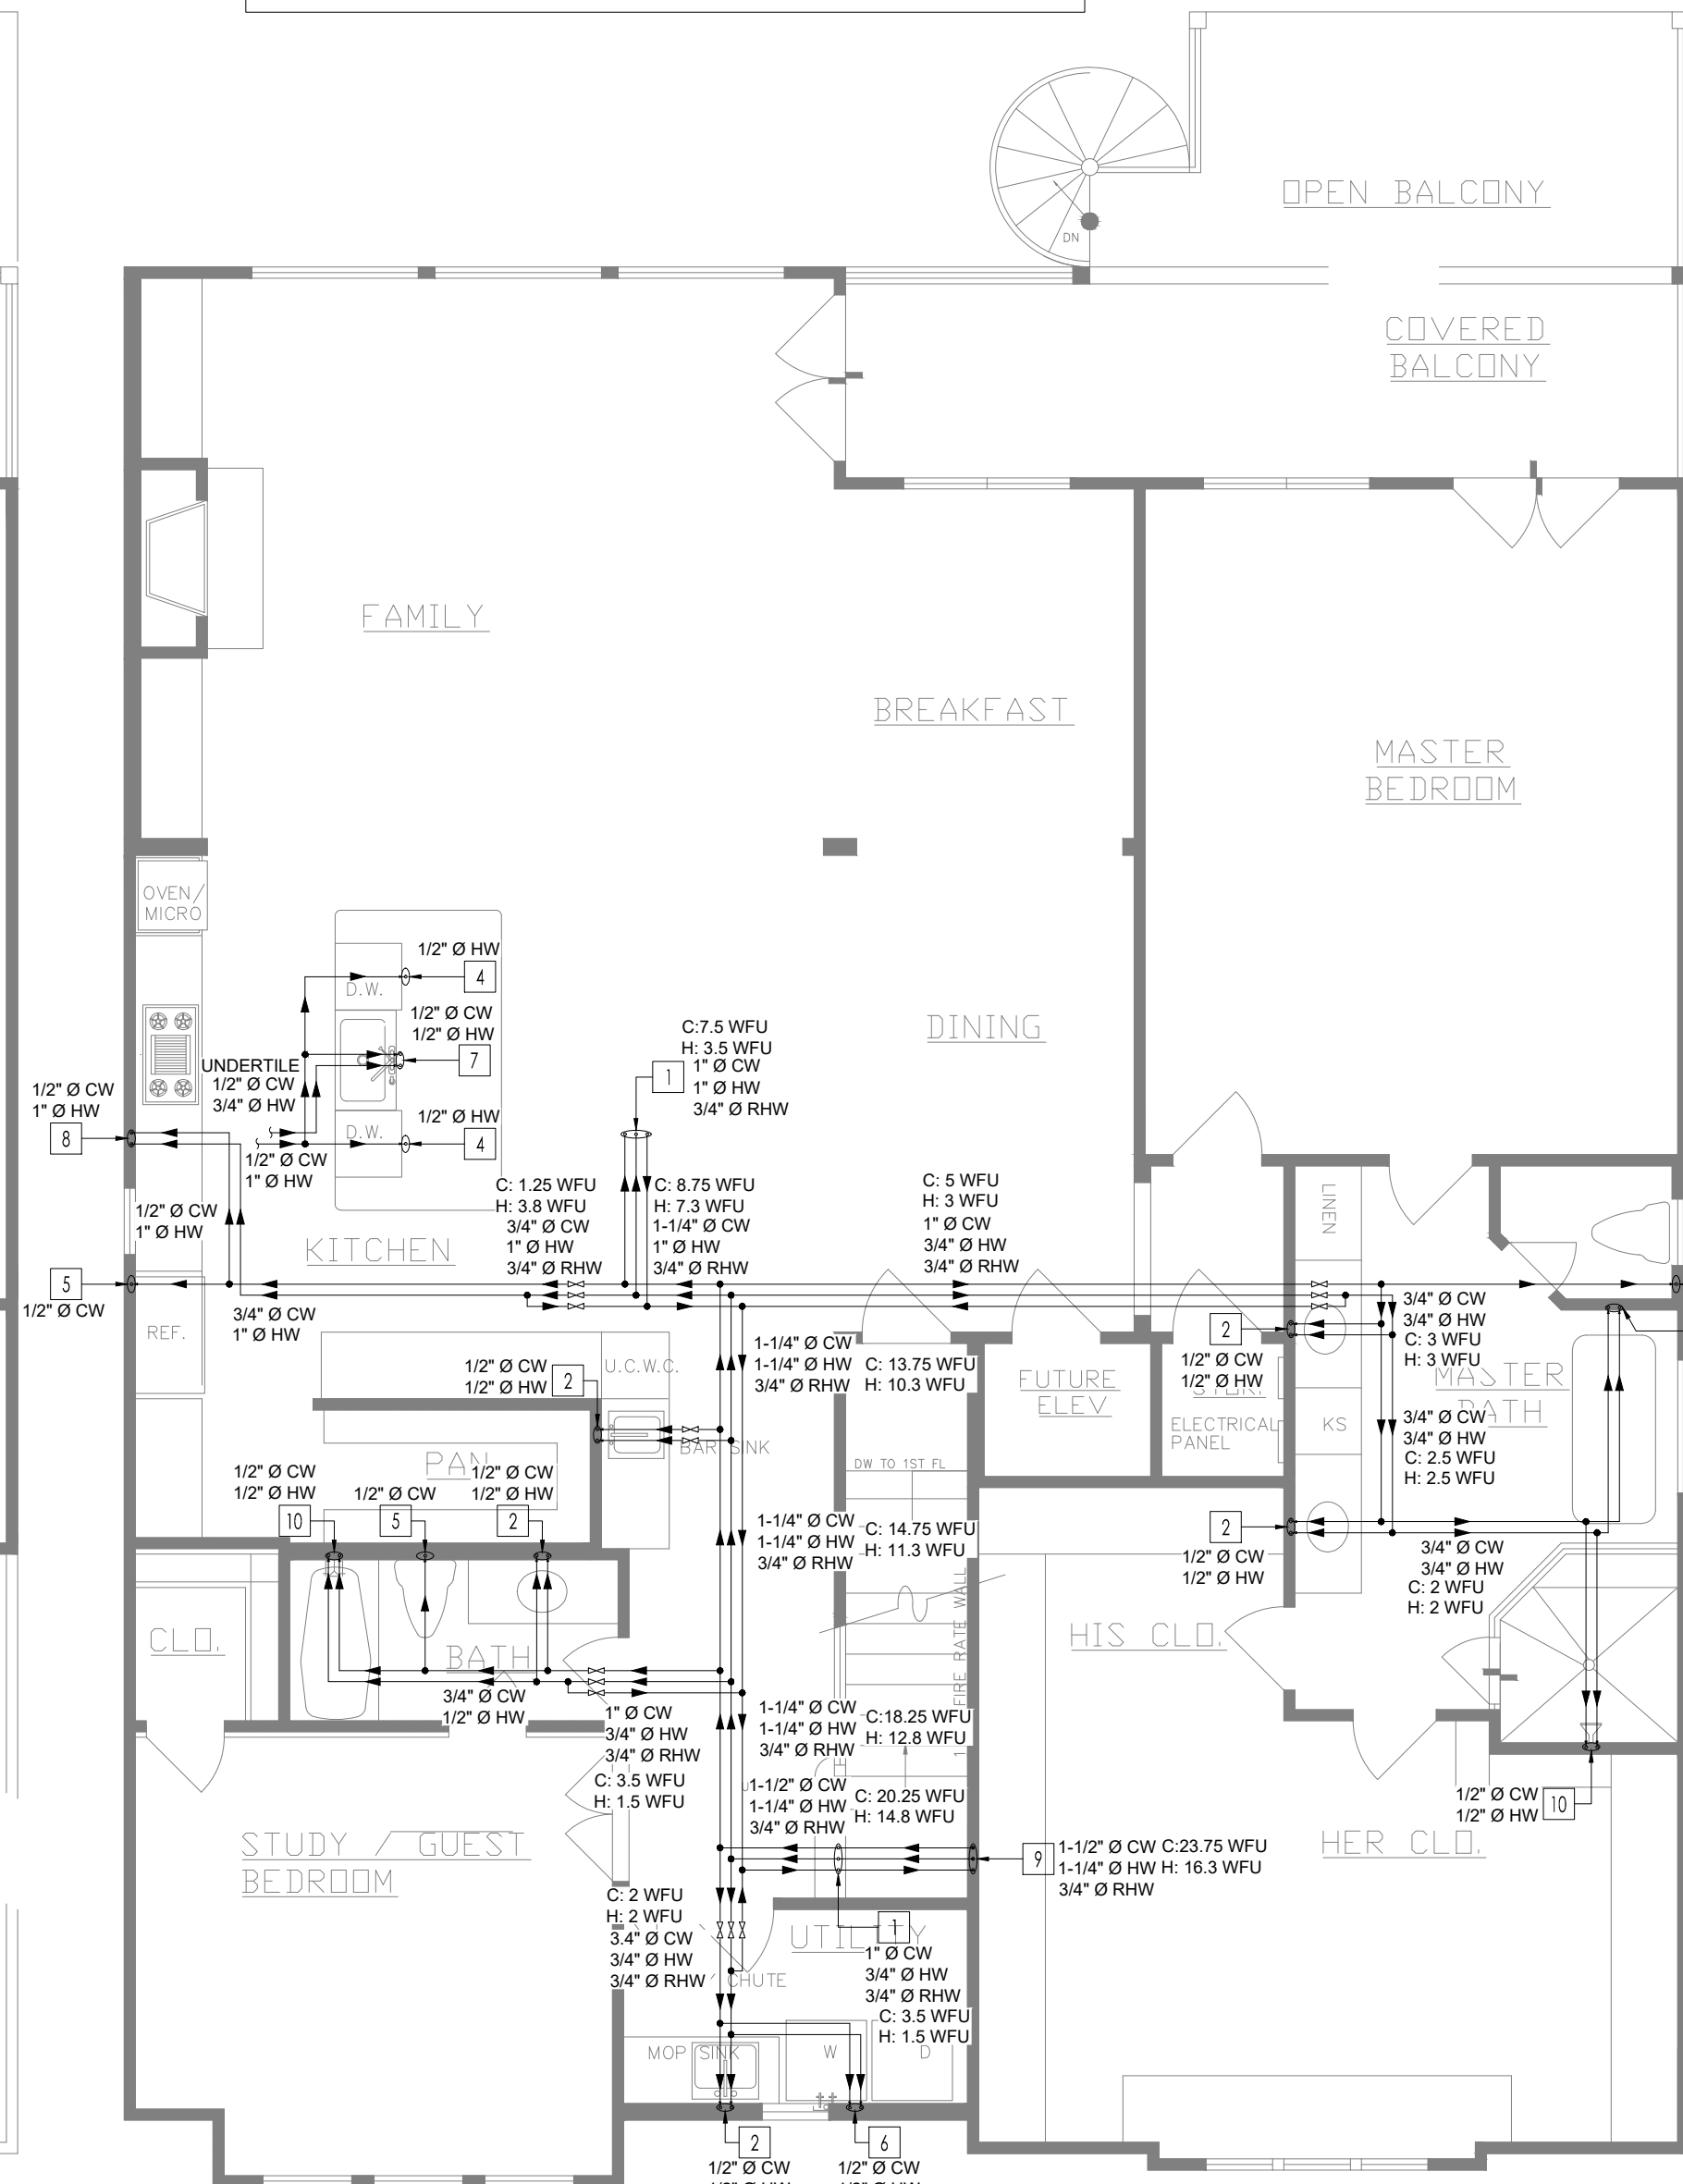 OPEN BALCONY
DN
COVERED
BALCONY
FAMILY
BREAKFAST
MASTER
BEDROOM
OVEN/
MICRO
1/2" Ø HW
4
D.W.
1/2" Ø CW
1/2" Ø HW
7
UNDERTILE
1/2" Ø CW
3/4" Ø HW
1/2" Ø HW
4
D.W.
1/2" Ø CW
1" Ø HW
1/2" Ø CW
1" Ø HW
8
C:7.5 WFU
H: 3.5 WFU
1
1" Ø CW
1" Ø HW
3/4" Ø RHW
DINING
C: 1.25 WFU
H: 3.8 WFU
3/4" Ø CW
1" Ø HW
3/4" Ø RHW
C: 8.75 WFU
H: 7.3 WFU
1-1/4" Ø CW
1" Ø HW
3/4" Ø RHW
C: 5 WFU
H: 3 WFU
1" Ø CW
3/4" Ø HW
3/4" Ø RHW
LINEN
1/2" Ø CW
1" Ø HW
KITCHEN
5
1/2" Ø CW
3/4" Ø CW
1" Ø HW
REF.
1/2" Ø CW
1/2" Ø HW
2
U.C.W.C.
BAR SINK
1-1/4" Ø CW
1-1/4" Ø HW
3/4" Ø RHW
C: 13.75 WFU
H: 10.3 WFU
FUTURE
ELEV
2
1/2" Ø CW
1/2" Ø HW
ELECTRICAL
PANEL
3/4" Ø CW
3/4" Ø HW
C: 3 WFU
H: 3 WFU
MASTER
BATH
KS
3/4" Ø CW
3/4" Ø HW
C: 2.5 WFU
H: 2.5 WFU
PAN
1/2" Ø CW
1/2" Ø HW
10
1/2" Ø CW
5
1/2" Ø CW
1/2" Ø HW
2
DW TO 1ST FL
1-1/4" Ø CW
1-1/4" Ø HW
3/4" Ø RHW
C: 14.75 WFU
H: 11.3 WFU
2
1/2" Ø CW
1/2" Ø HW
3/4" Ø CW
3/4" Ø HW
C: 2 WFU
H: 2 WFU
CLO.
BATH
FIRE RATE WALL
HIS CLO.
3/4" Ø CW
1/2" Ø HW
1" Ø CW
3/4" Ø HW
3/4" Ø RHW
C: 3.5 WFU
H: 1.5 WFU
1-1/4" Ø CW
1-1/4" Ø HW
3/4" Ø RHW
C:18.25 WFU
H: 12.8 WFU
1-1/2" Ø CW
1-1/4" Ø HW
3/4" Ø RHW
C: 20.25 WFU
H: 14.8 WFU
1/2" Ø CW
1/2" Ø HW
10
STUDY / GUEST
BEDROOM
9
1-1/2" Ø CW C:23.75 WFU
1-1/4" Ø HW H: 16.3 WFU
3/4" Ø RHW
HER CLO.
C: 2 WFU
H: 2 WFU
3.4" Ø CW
3/4" Ø HW
3/4" Ø RHW
CHUTE
UTILITY
1
1" Ø CW
3/4" Ø HW
3/4" Ø RHW
C: 3.5 WFU
H: 1.5 WFU
MOP SINK
W
D
2
1/2" Ø CW
1/2" Ø HW
6
1/2" Ø CW
1/2" Ø HW